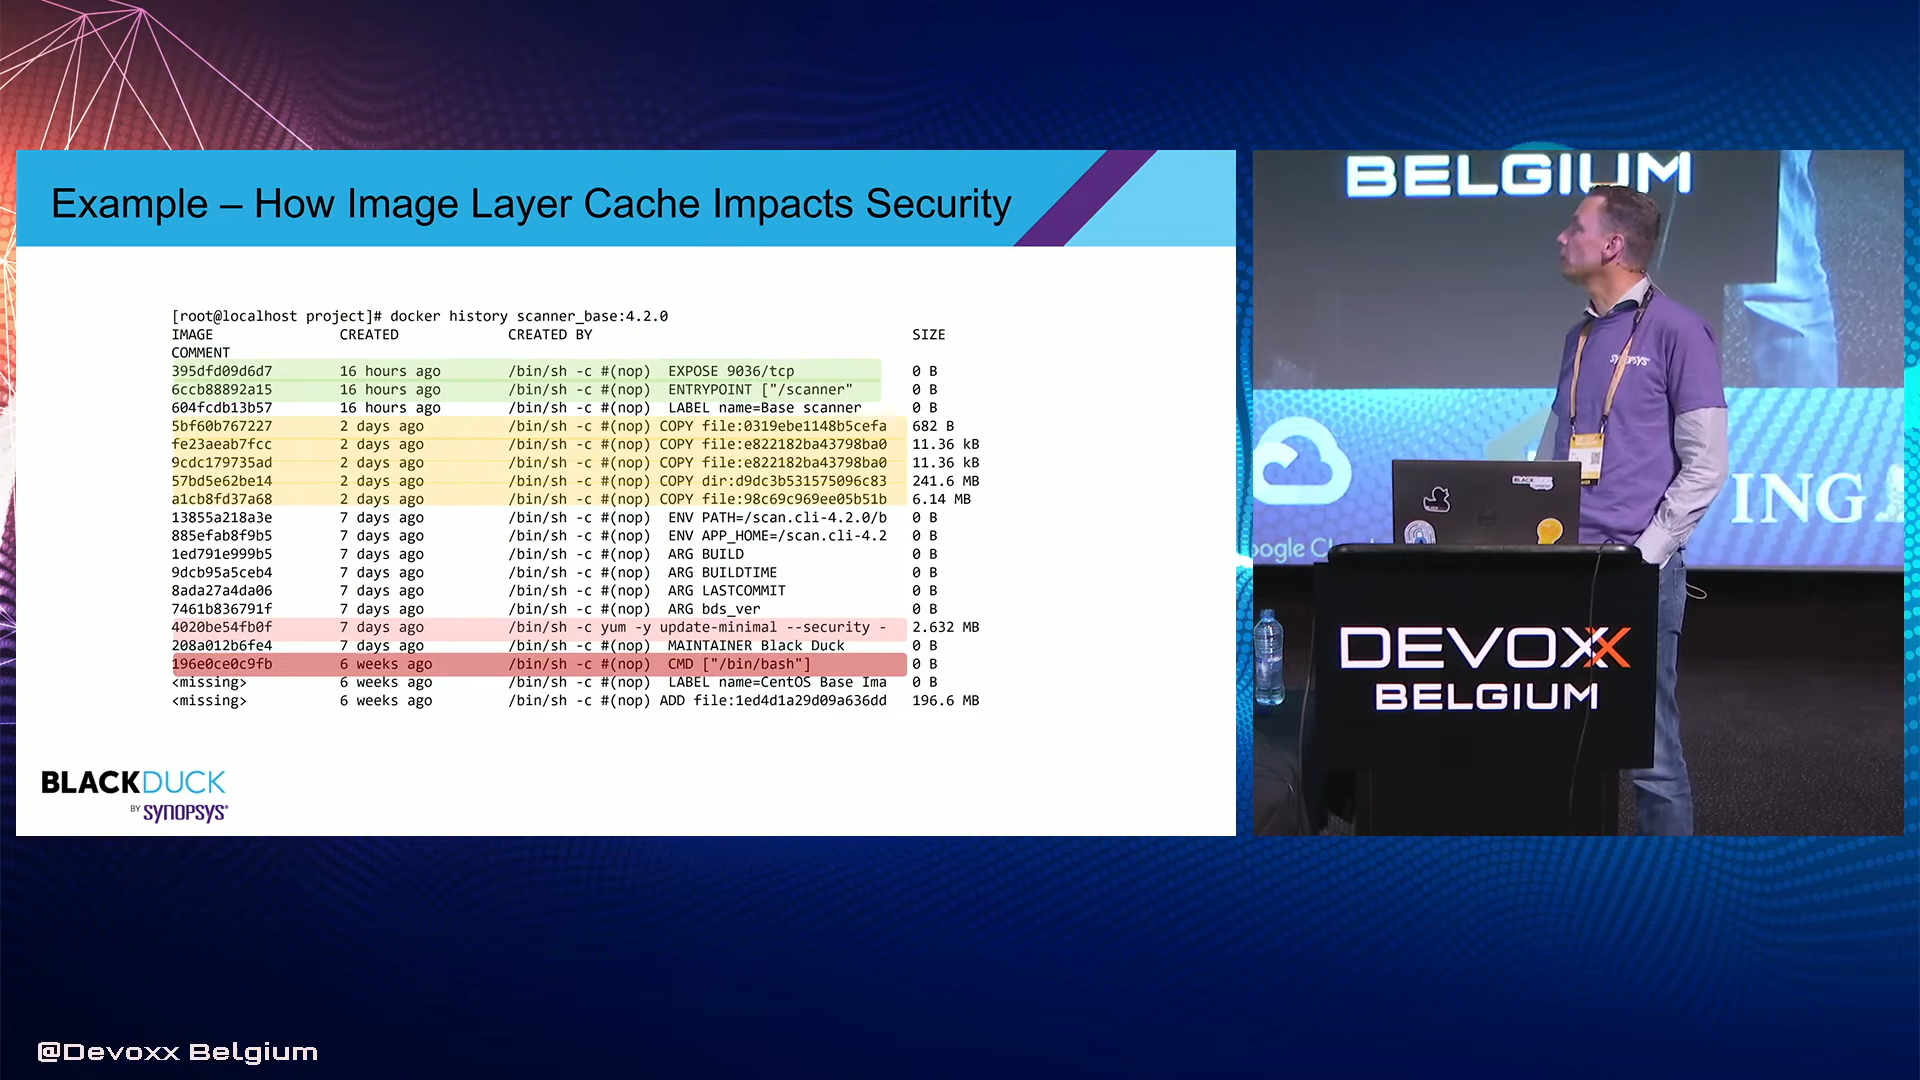 Example – How Image Layer Cache Impacts Security
[root@localhost project]# docker history scanner_base:4.2.0
IMAGE CREATED CREATED BY SIZE
COMMENT
395dfd09d6d7 16 hours ago /bin/sh -c #(nop) EXPOSE 9036/tcp 0 B
6ccb88892a15 16 hours ago /bin/sh -c #(nop) ENTRYPOINT ["/scanner" 0 B
604fcdb13b57 16 hours ago /bin/sh -c #(nop) LABEL name=Base scanner 0 B
5bf60b767227 2 days ago /bin/sh -c #(nop) COPY file:0319ebe1148b5cefa 682 B
fe23aeab7fcc 2 days ago /bin/sh -c #(nop) COPY file:e822182ba43798ba0 11.36 kB
9cdc179735ad 2 days ago /bin/sh -c #(nop) COPY file:e822182ba43798ba0 11.36 kB
57bd5e62be14 2 days ago /bin/sh -c #(nop) COPY dir:d9dc3b531575096c83 241.6 MB
a1cb8fd37a68 2 days ago /bin/sh -c #(nop) COPY file:98c69c969ee05b51b 6.14 MB
13855a218a3e 7 days ago /bin/sh -c #(nop) ENV PATH=/scan.cli-4.2.0/b 0 B
885efab8f9b5 7 days ago /bin/sh -c #(nop) ENV APP_HOME=/scan.cli-4.2 0 B
1ed791e999b5 7 days ago /bin/sh -c #(nop) ARG BUILD 0 B
9dcb95a5ceb4 7 days ago /bin/sh -c #(nop) ARG BUILDTIME 0 B
8ada27a4da06 7 days ago /bin/sh -c #(nop) ARG LASTCOMMIT 0 B
7461b836791f 7 days ago /bin/sh -c #(nop) ARG bds_ver 0 B
4020be54fb0f 7 days ago /bin/sh -c yum -y update-minimal --security - 2.632 MB
208a012b6fe4 7 days ago /bin/sh -c #(nop) MAINTAINER Black Duck 0 B
196e0ce0c9fb 6 weeks ago /bin/sh -c #(nop) CMD ["/bin/bash"] 0 B
<missing> 6 weeks ago /bin/sh -c #(nop) LABEL name=CentOS Base Ima 0 B
<missing> 6 weeks ago /bin/sh -c #(nop) ADD file:1ed4d1a29d09a636dd 196.6 MB
BLACKDUCK
BY SYNOPSYS®
BELGIUM
SYNOPSYS
ING
oogle Cl
DEVOXX
BELGIUM
@Devoxx Belgium